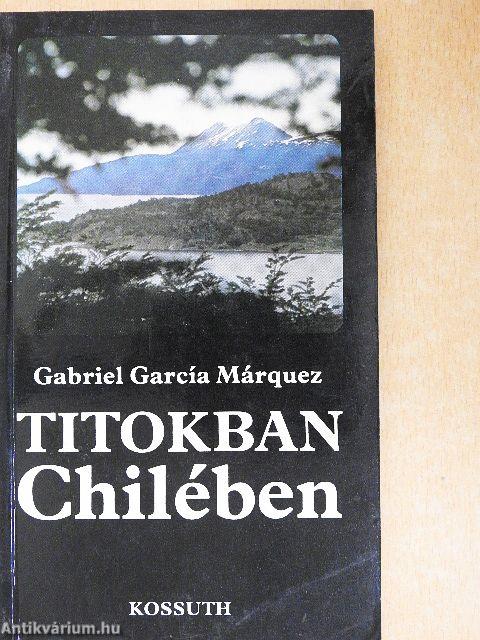 Gabriel García Márquez
TITOKBAN
Chilében
KOSSUTH
Antikvárium.hu